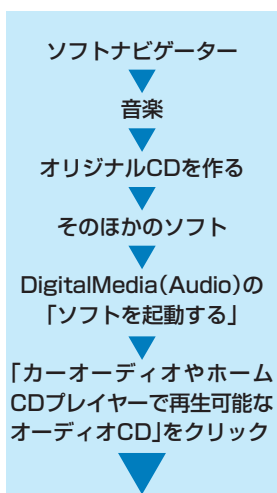 ソフトナビゲーター
音楽
オリジナルCDを作る
そのほかのソフト
DigitalMedia(Audio)の
「ソフトを起動する」
「カーオーディオやホーム
CDプレイヤーで再生可能な
オーディオCD」をクリック